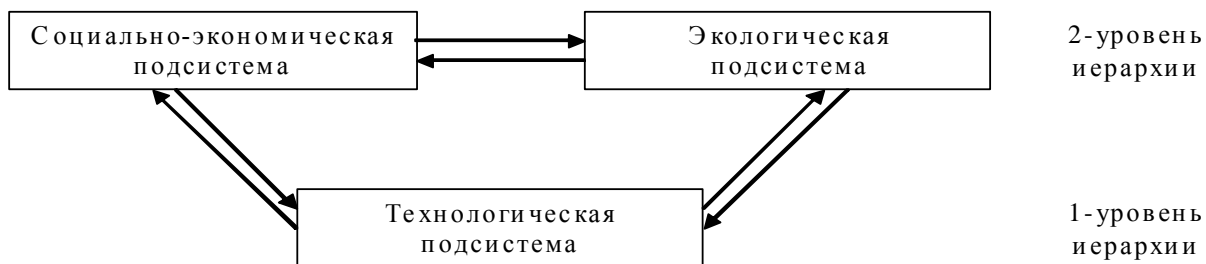 Социально-экономическая
подсистема
Экологическая
подсистема
2-уровень
иерархии
Технологическая
подсистема
1-уровень
иерархии